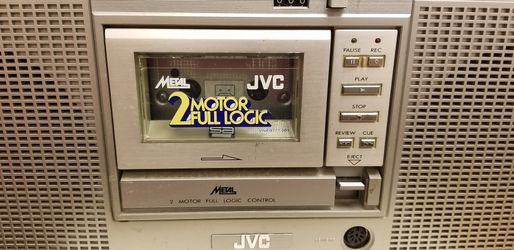 000
PAUSE REC
METAL JVC
2 MOTOR
FULL LOGIC
PLAY
STOP
REVIEW CUE
EJECT
METAL
2 MOTOR FULL LOGIC CONTROL
JVC